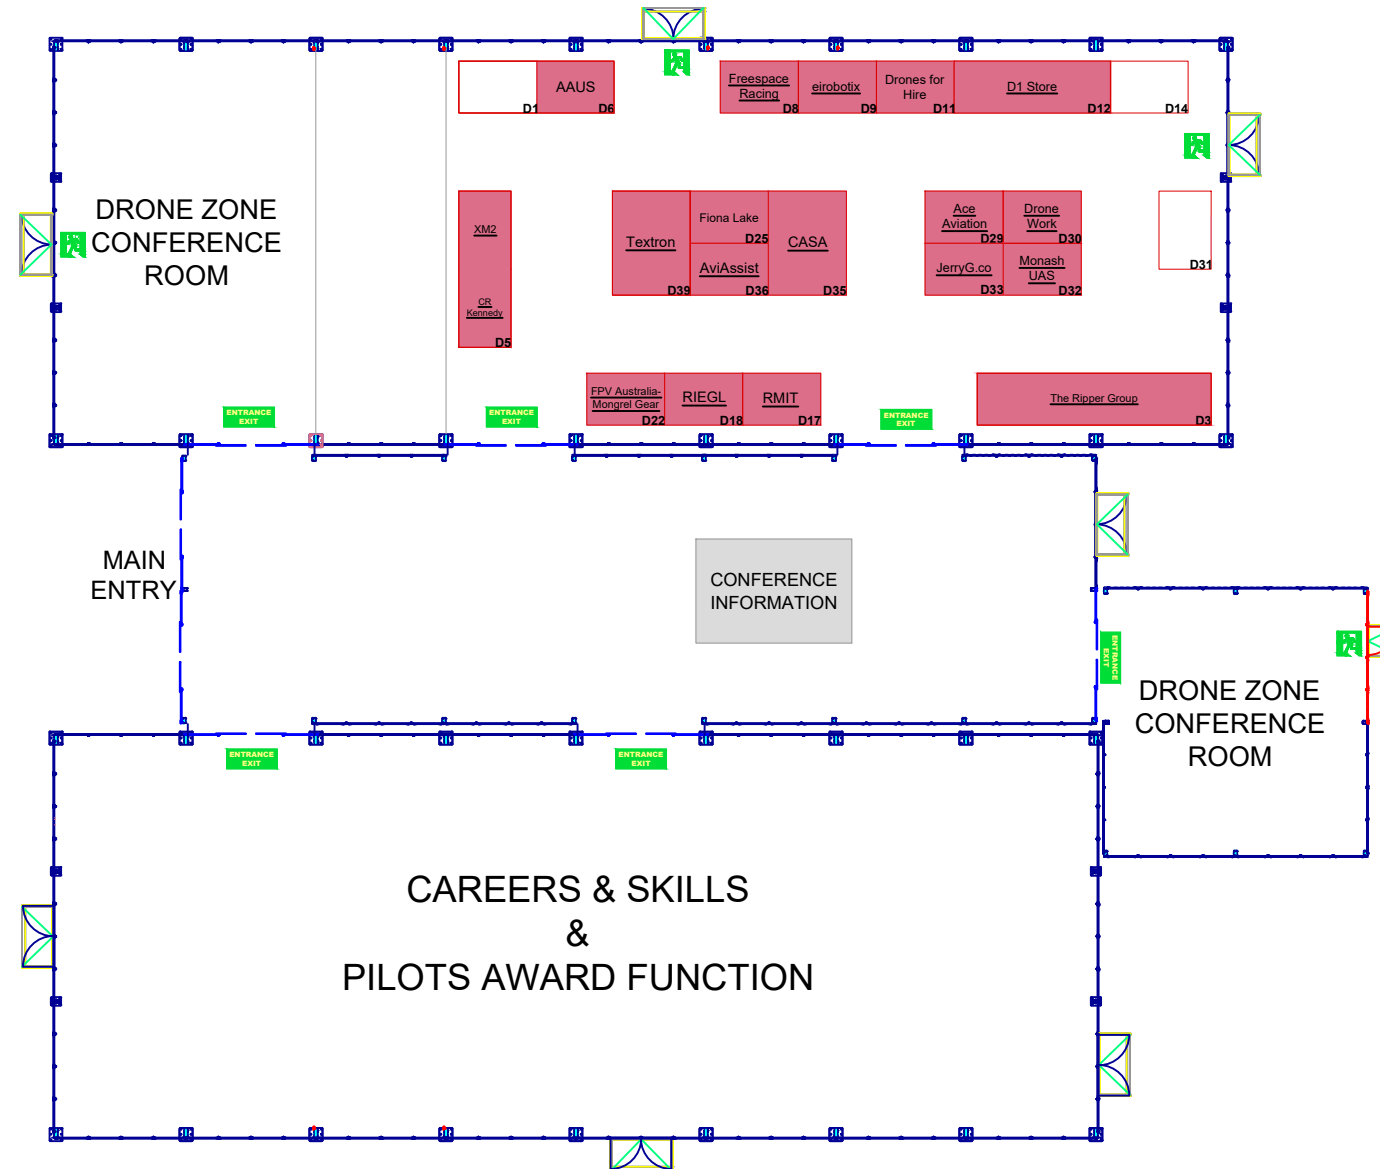 AAUS
D1
D6
Freespace
Racing
D8
eirobotix
D9
Drones for
Hire
D11
D1 Store
D12
D14
DRONE ZONE
CONFERENCE
ROOM
XM2
CR
Kennedy
D5
Textron
D39
Fiona Lake
D25
AviAssist
D36
CASA
D35
Ace
Aviation
D29
Drone
Work
D30
JerryG.co
D33
Monash
UAS
D32
D31
FPV Australia-
Mongrel Gear
D22
RIEGL
D18
RMIT
D17
The Ripper Group
D3
ENTRANCE
EXIT
ENTRANCE
EXIT
ENTRANCE
EXIT
MAIN
ENTRY
CONFERENCE
INFORMATION
ENTRANCE
EXIT
DRONE ZONE
CONFERENCE
ROOM
ENTRANCE
EXIT
ENTRANCE
EXIT
CAREERS & SKILLS
&
PILOTS AWARD FUNCTION